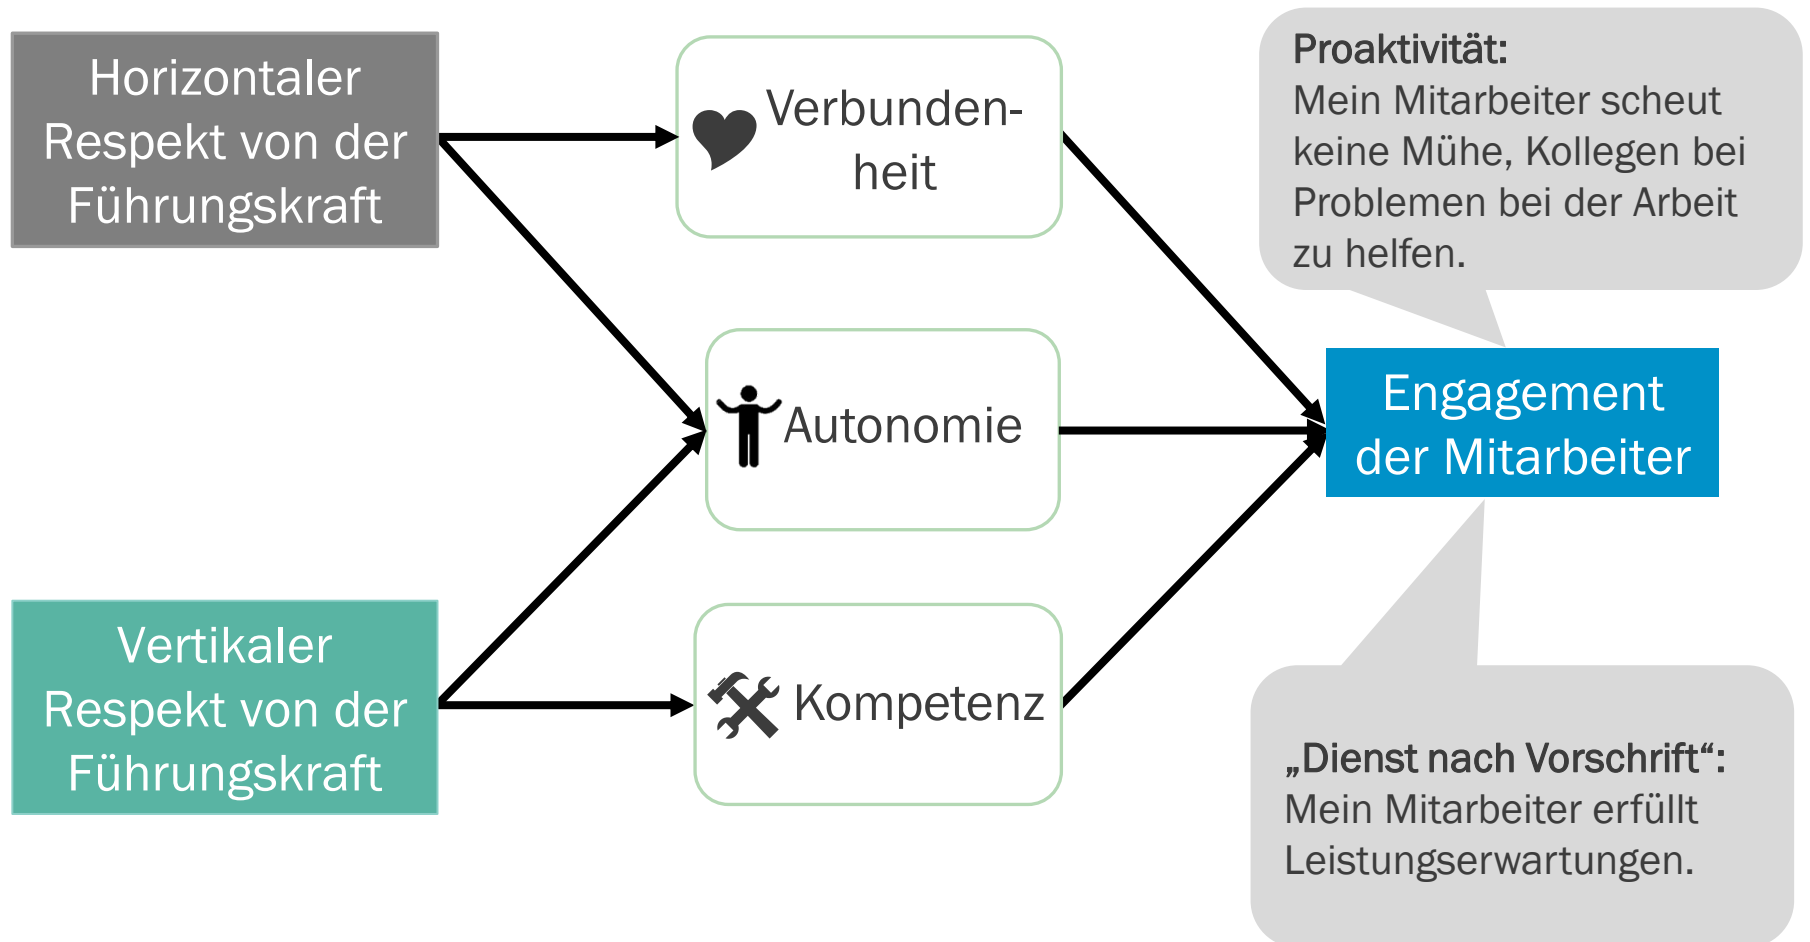 Horizontaler
Respekt von der
Führungskraft
Verbunden-
heit
Proaktivität:
Mein Mitarbeiter scheut
keine Mühe, Kollegen bei
Problemen bei der Arbeit
zu helfen.
Autonomie
Engagement
der Mitarbeiter
Vertikaler
Respekt von der
Führungskraft
Kompetenz
„Dienst nach Vorschrift“:
Mein Mitarbeiter erfüllt
Leistungserwartungen.